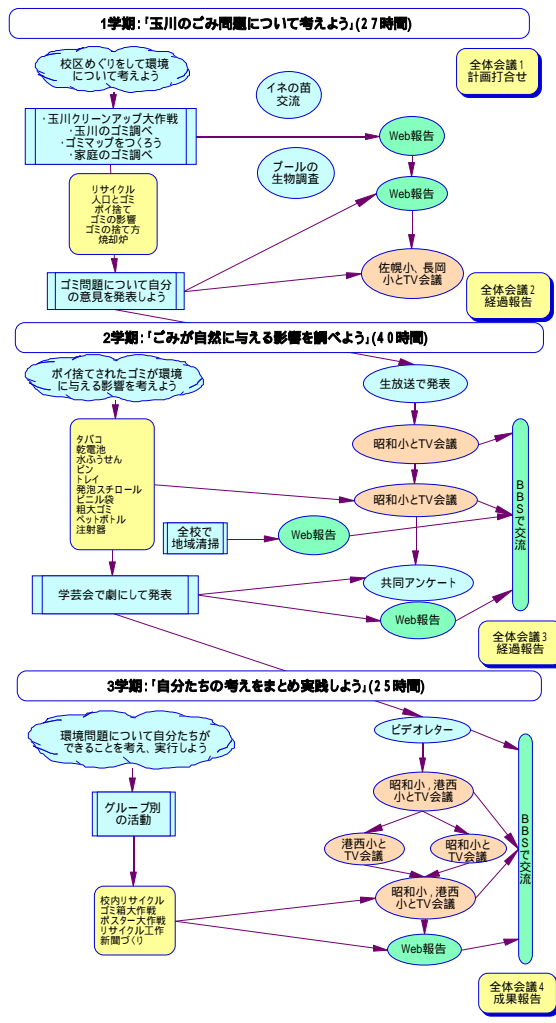 1学期:「玉川のごみ問題について考えよう」(27時間)
校区めぐりをして環境
について考えよう
全体会議1
計画打合せ
イネの苗
交流
・玉川クリーンアップ大作戦
・玉川のゴミ調べ
・ゴミマップをつくろう
・家庭のゴミ調べ
Web報告
プールの
生物調査
リサイクル
人口とゴミ
ポイ捨て
ゴミの影響
ゴミの捨て方
焼却炉
Web報告
佐幌小、長岡
小とTV会議
ゴミ問題について自分
の意見を発表しよう
全体会議2
経過報告
2学期:「ごみが自然に与える影響を調べよう」(40時間)
ポイ捨てされたゴミが環境
に与える影響を考えよう
生放送で発表
タバコ
乾電池
水ふうせん
ビン
トレイ
発泡スチロール
ビニル袋
粗大ゴミ
ペットボトル
注射器
昭和小とTV会議
昭和小とTV会議
BBSで交流
全校で
地域清掃
Web報告
共同アンケート
学芸会で劇にして発表
Web報告
全体会議3
経過報告
3学期:「自分たちの考えをまとめ実践しよう」(25時間)
環境問題について自分たちが
できることを考え、実行しよう
ビデオレター
グループ別
の活動
昭和小,港西
小とTV会議
港西小と
TV会議
昭和小と
TV会議
BBSで交流
校内リサイクル
ゴミ箱大作戦
ポスター大作戦
リサイクル工作
新聞づくり
昭和小,港西
小とTV会議
Web報告
全体会議4
成果報告